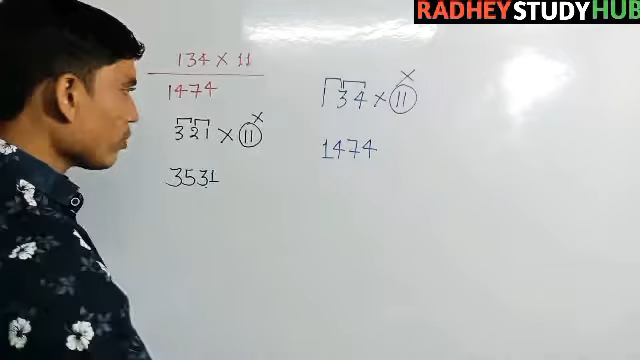 RADHEY STUDY HUB
134 × 11
1474
321 × 11
×
3531
134 × 11
×
1474